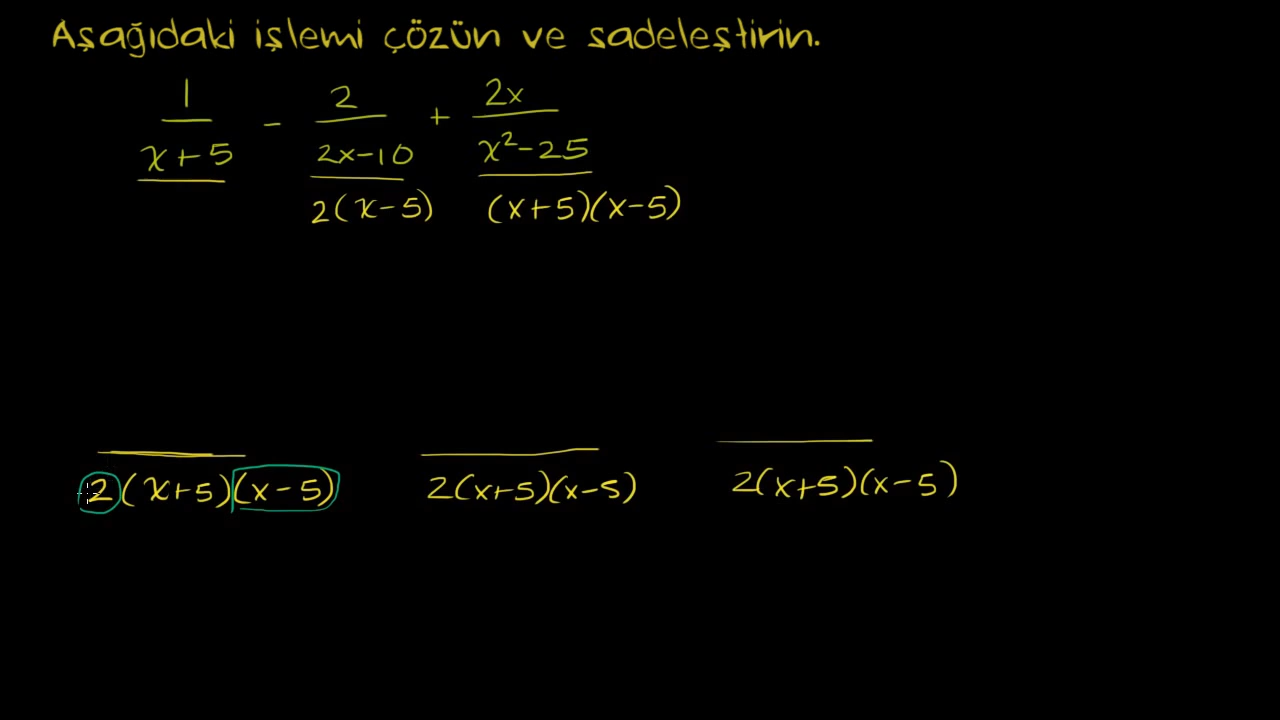 Aşağıdaki işlemi çözün ve sadeleştirin.
1 / x+5 - 2 / 2x-10 + 2x / x²-25
2(x-5) (x+5)(x-5)
2(x+5)(x-5) 2(x+5)(x-5) 2(x+5)(x-5)